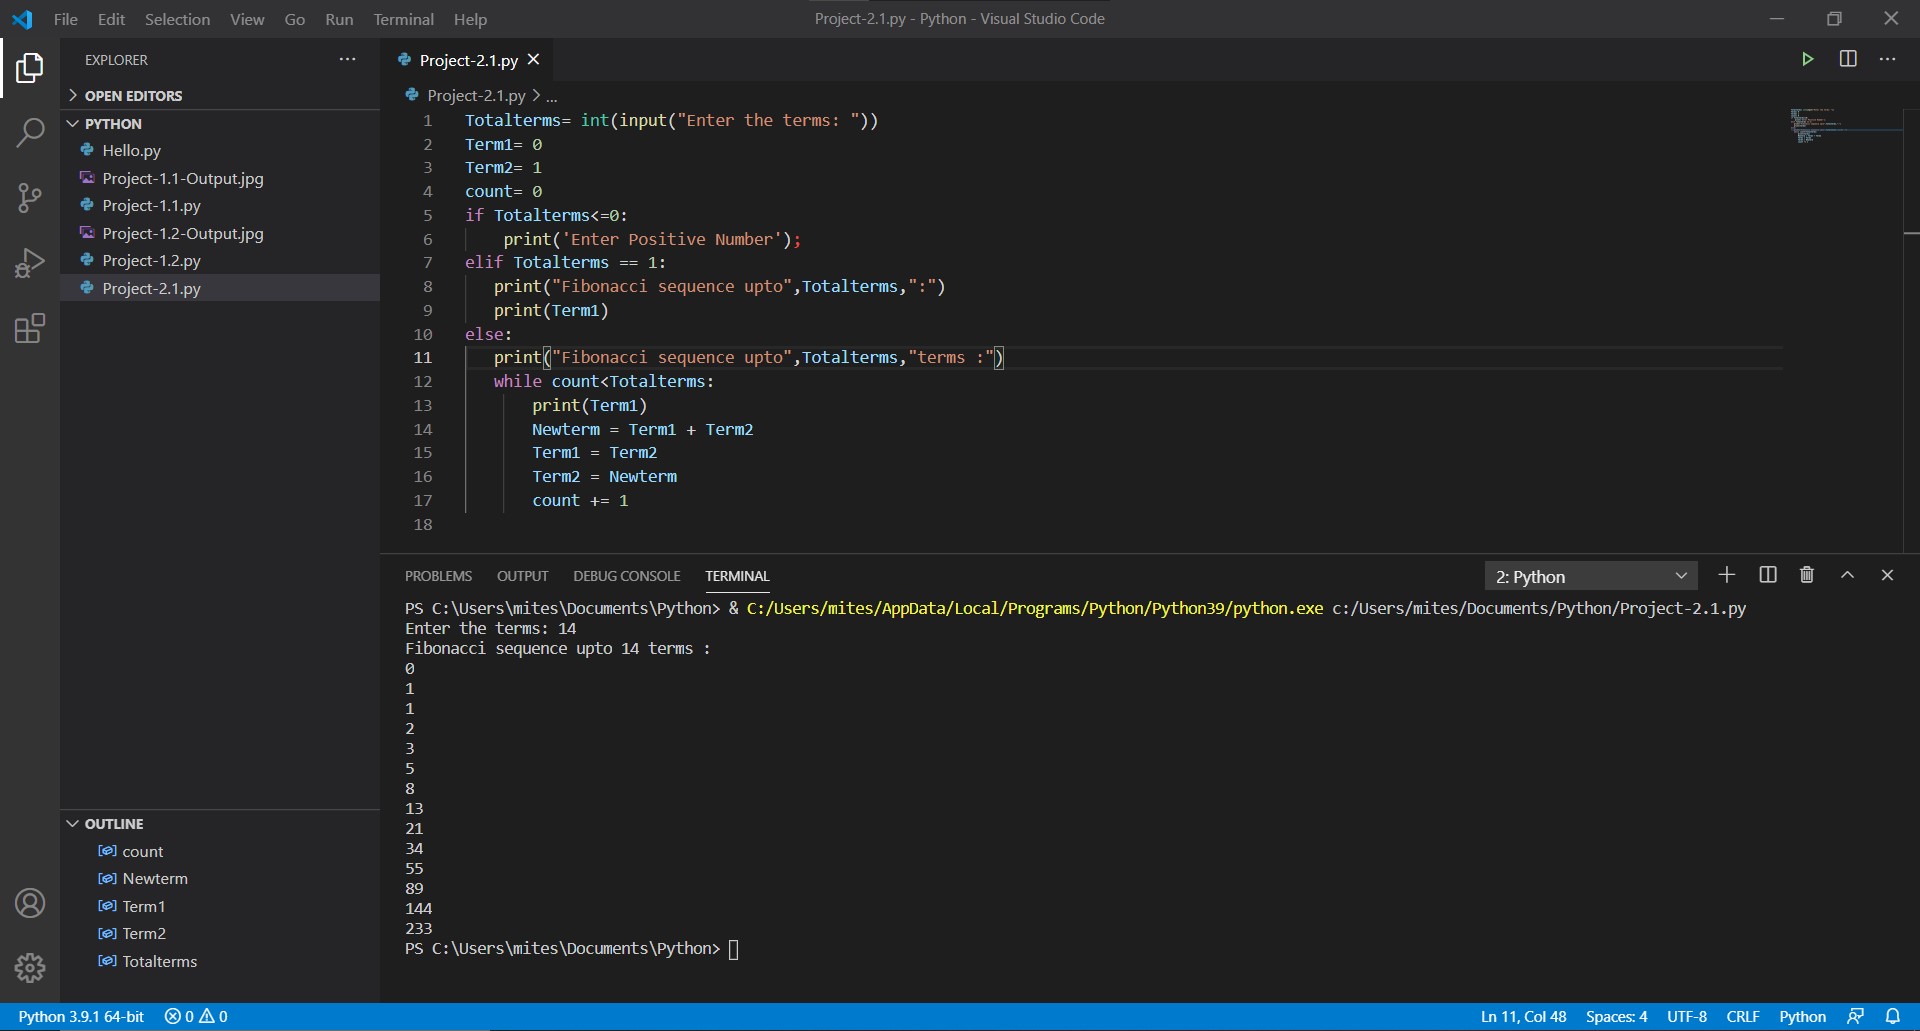 File Edit Selection View Go Run Terminal Help Project-2.1.py - Python - Visual Studio Code
EXPLORER
OPEN EDITORS
PYTHON
Hello.py
Project-1.1-Output.jpg
Project-1.1.py
Project-1.2-Output.jpg
Project-1.2.py
Project-2.1.py
OUTLINE
count
Newterm
Term1
Term2
Totalterms
Project-2.1.py
Project-2.1.py > ...
1 Totalterms= int(input("Enter the terms: "))
2 Term1= 0
3 Term2= 1
4 count= 0
5 if Totalterms<=0:
6 print('Enter Positive Number');
7 elif Totalterms == 1:
8 print("Fibonacci sequence upto",Totalterms,":")
9 print(Term1)
10 else:
11 print("Fibonacci sequence upto",Totalterms,"terms :")
12 while count<Totalterms:
13 print(Term1)
14 Newterm = Term1 + Term2
15 Term1 = Term2
16 Term2 = Newterm
17 count += 1
18
PROBLEMS OUTPUT DEBUG CONSOLE TERMINAL 2: Python
PS C:\Users\mites\Documents\Python> & C:/Users/mites/AppData/Local/Programs/Python/Python39/python.exe c:/Users/mites/Documents/Python/Project-2.1.py
Enter the terms: 14
Fibonacci sequence upto 14 terms :
0
1
1
2
3
5
8
13
21
34
55
89
144
233
PS C:\Users\mites\Documents\Python>
Python 3.9.1 64-bit 0 0 Ln 11, Col 48 Spaces: 4 UTF-8 CRLF Python